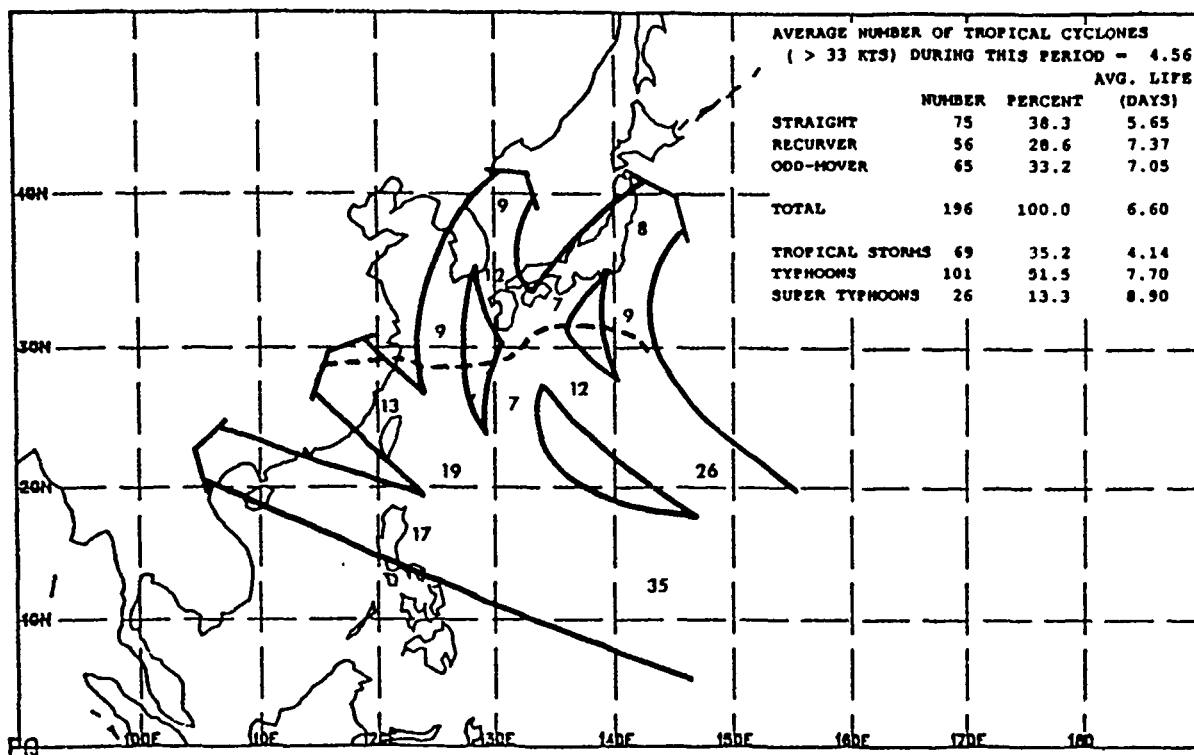 AVERAGE NUMBER OF TROPICAL CYCLONES
( > 33 KTS) DURING THIS PERIOD = 4.56
AVG. LIFE
NUMBER PERCENT (DAYS)
STRAIGHT 75 38.3 5.65
RECURVER 56 28.6 7.37
ODD-MOVER 65 33.2 7.05
TOTAL 196 100.0 6.60
TROPICAL STORMS 69 35.2 4.14
TYPHOONS 101 51.5 7.70
SUPER TYPHOONS 26 13.3 8.90
40N
9
8
12
7
9
9
30N
12
13
7
19
26
20N
17
35
10N
100E 110E 120E 130E 140E 150E 160E 170E 180